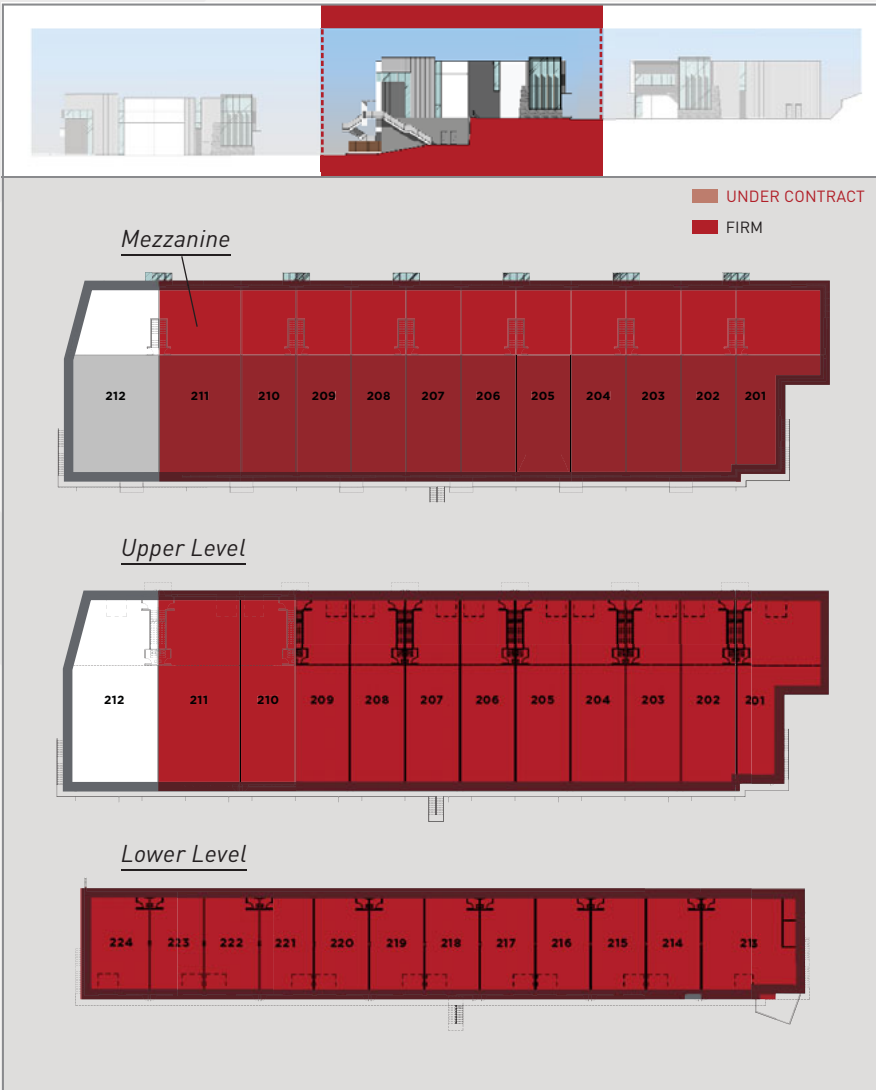 UNDER CONTRACT
FIRM
Mezzanine
212 211 210 209 208 207 206 205 204 203 202 201
Upper Level
212 211 210 209 208 207 206 205 204 203 202 201
Lower Level
224 223 222 221 220 219 218 217 216 215 214 213